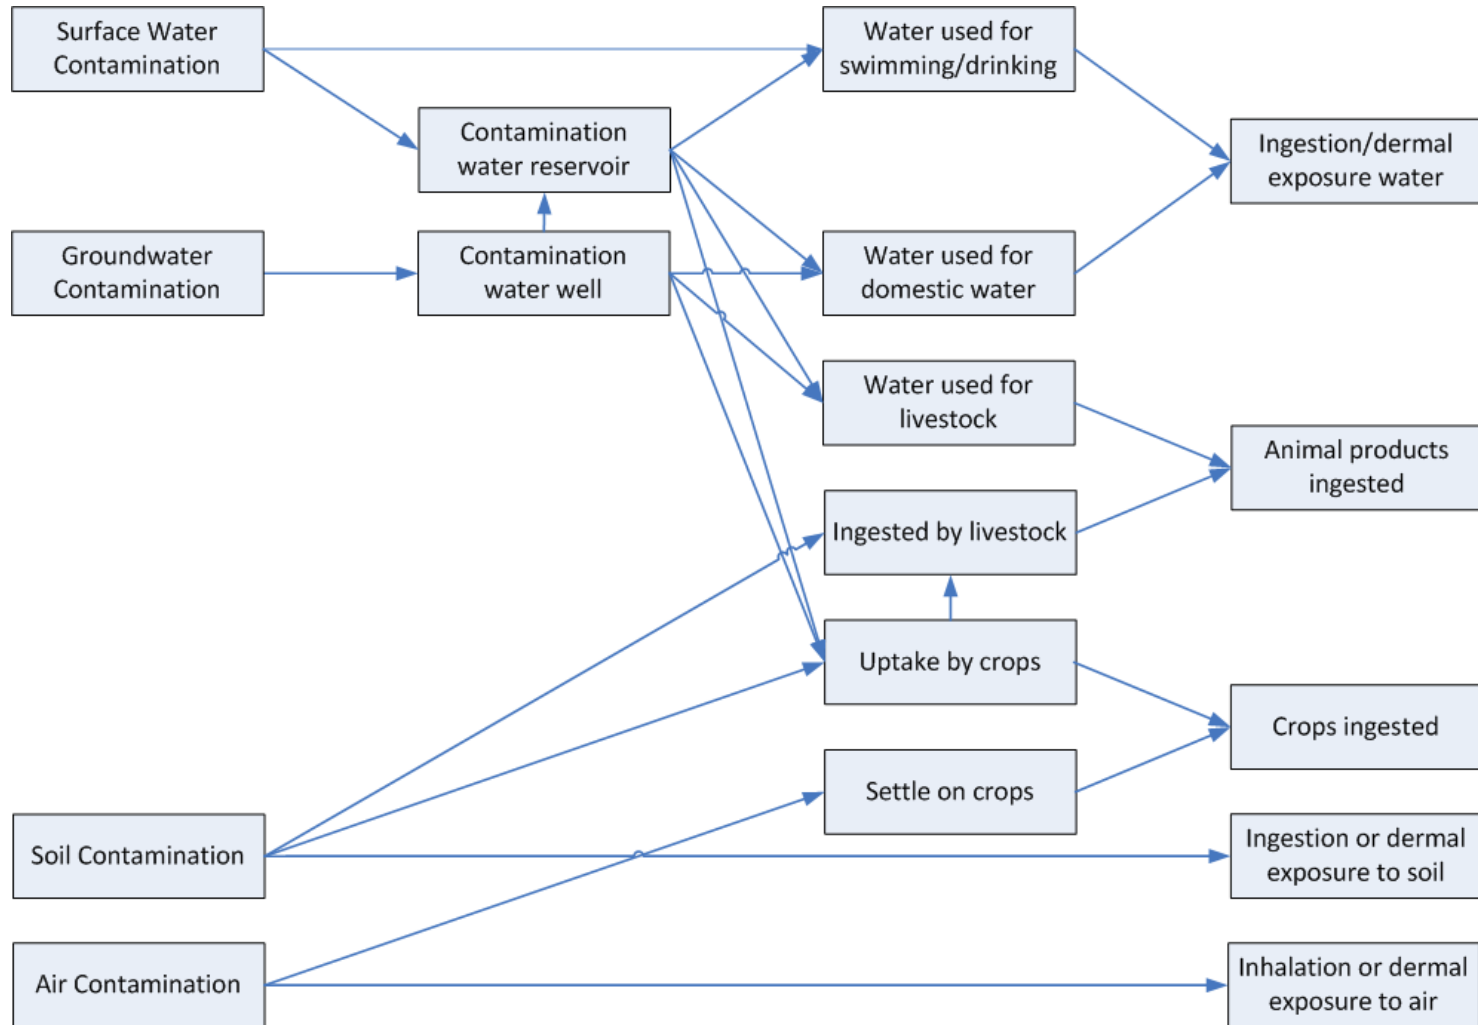 Surface Water
Contamination
Water used for
swimming/drinking
Contamination
water reservoir
Ingestion/dermal
exposure water
Groundwater
Contamination
Contamination
water well
Water used for
domestic water
Water used for
livestock
Animal products
ingested
Ingested by livestock
Uptake by crops
Crops ingested
Settle on crops
Soil Contamination
Ingestion or dermal
exposure to soil
Air Contamination
Inhalation or dermal
exposure to air